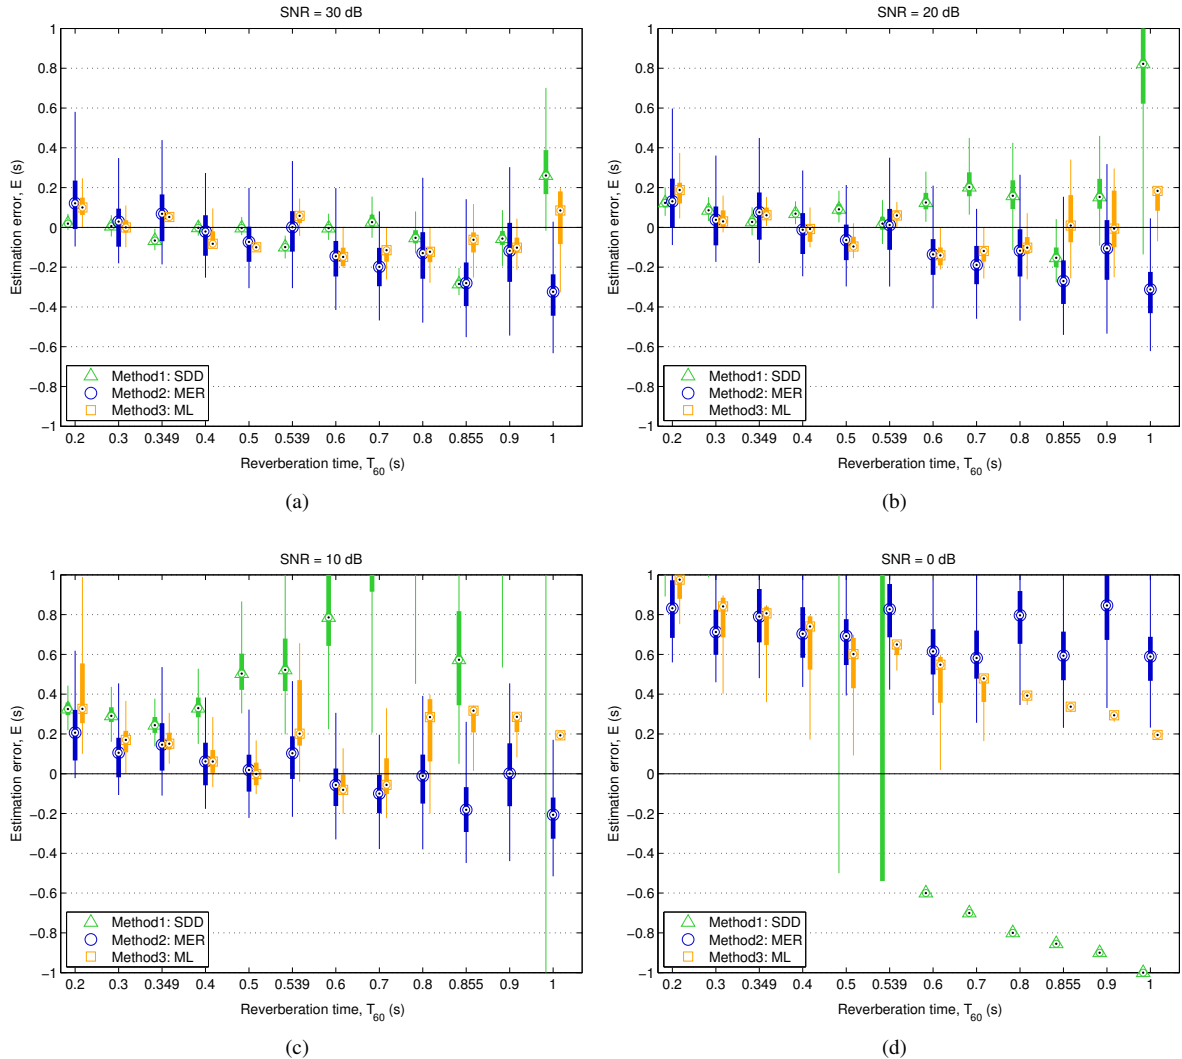 SNR = 30 dB
1
0.8
0.6
0.4
0.2
0
−0.2
−0.4
−0.6
−0.8
−1
Estimation error, E (s)
Method1: SDD
Method2: MER
Method3: ML
0.2 0.3 0.349 0.4 0.5 0.539 0.6 0.7 0.8 0.855 0.9 1
Reverberation time, T60 (s)
(a)
SNR = 20 dB
1
0.8
0.6
0.4
0.2
0
−0.2
−0.4
−0.6
−0.8
−1
Estimation error, E (s)
Method1: SDD
Method2: MER
Method3: ML
0.2 0.3 0.349 0.4 0.5 0.539 0.6 0.7 0.8 0.855 0.9 1
Reverberation time, T60 (s)
(b)
SNR = 10 dB
1
0.8
0.6
0.4
0.2
0
−0.2
−0.4
−0.6
−0.8
−1
Estimation error, E (s)
Method1: SDD
Method2: MER
Method3: ML
0.2 0.3 0.349 0.4 0.5 0.539 0.6 0.7 0.8 0.855 0.9 1
Reverberation time, T60 (s)
(c)
SNR = 0 dB
1
0.8
0.6
0.4
0.2
0
−0.2
−0.4
−0.6
−0.8
−1
Estimation error, E (s)
Method1: SDD
Method2: MER
Method3: ML
0.2 0.3 0.349 0.4 0.5 0.539 0.6 0.7 0.8 0.855 0.9 1
Reverberation time, T60 (s)
(d)